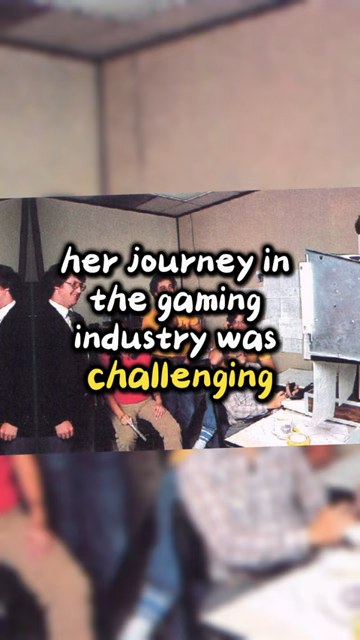 her journey in
the gaming
industry was
challenging